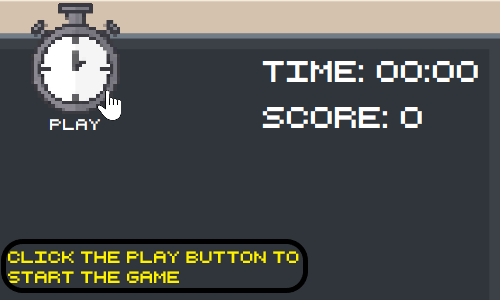 TIME: 00:00
SCORE: 0
PLAY
CLICK THE PLAY BUTTON TO
START THE GAME